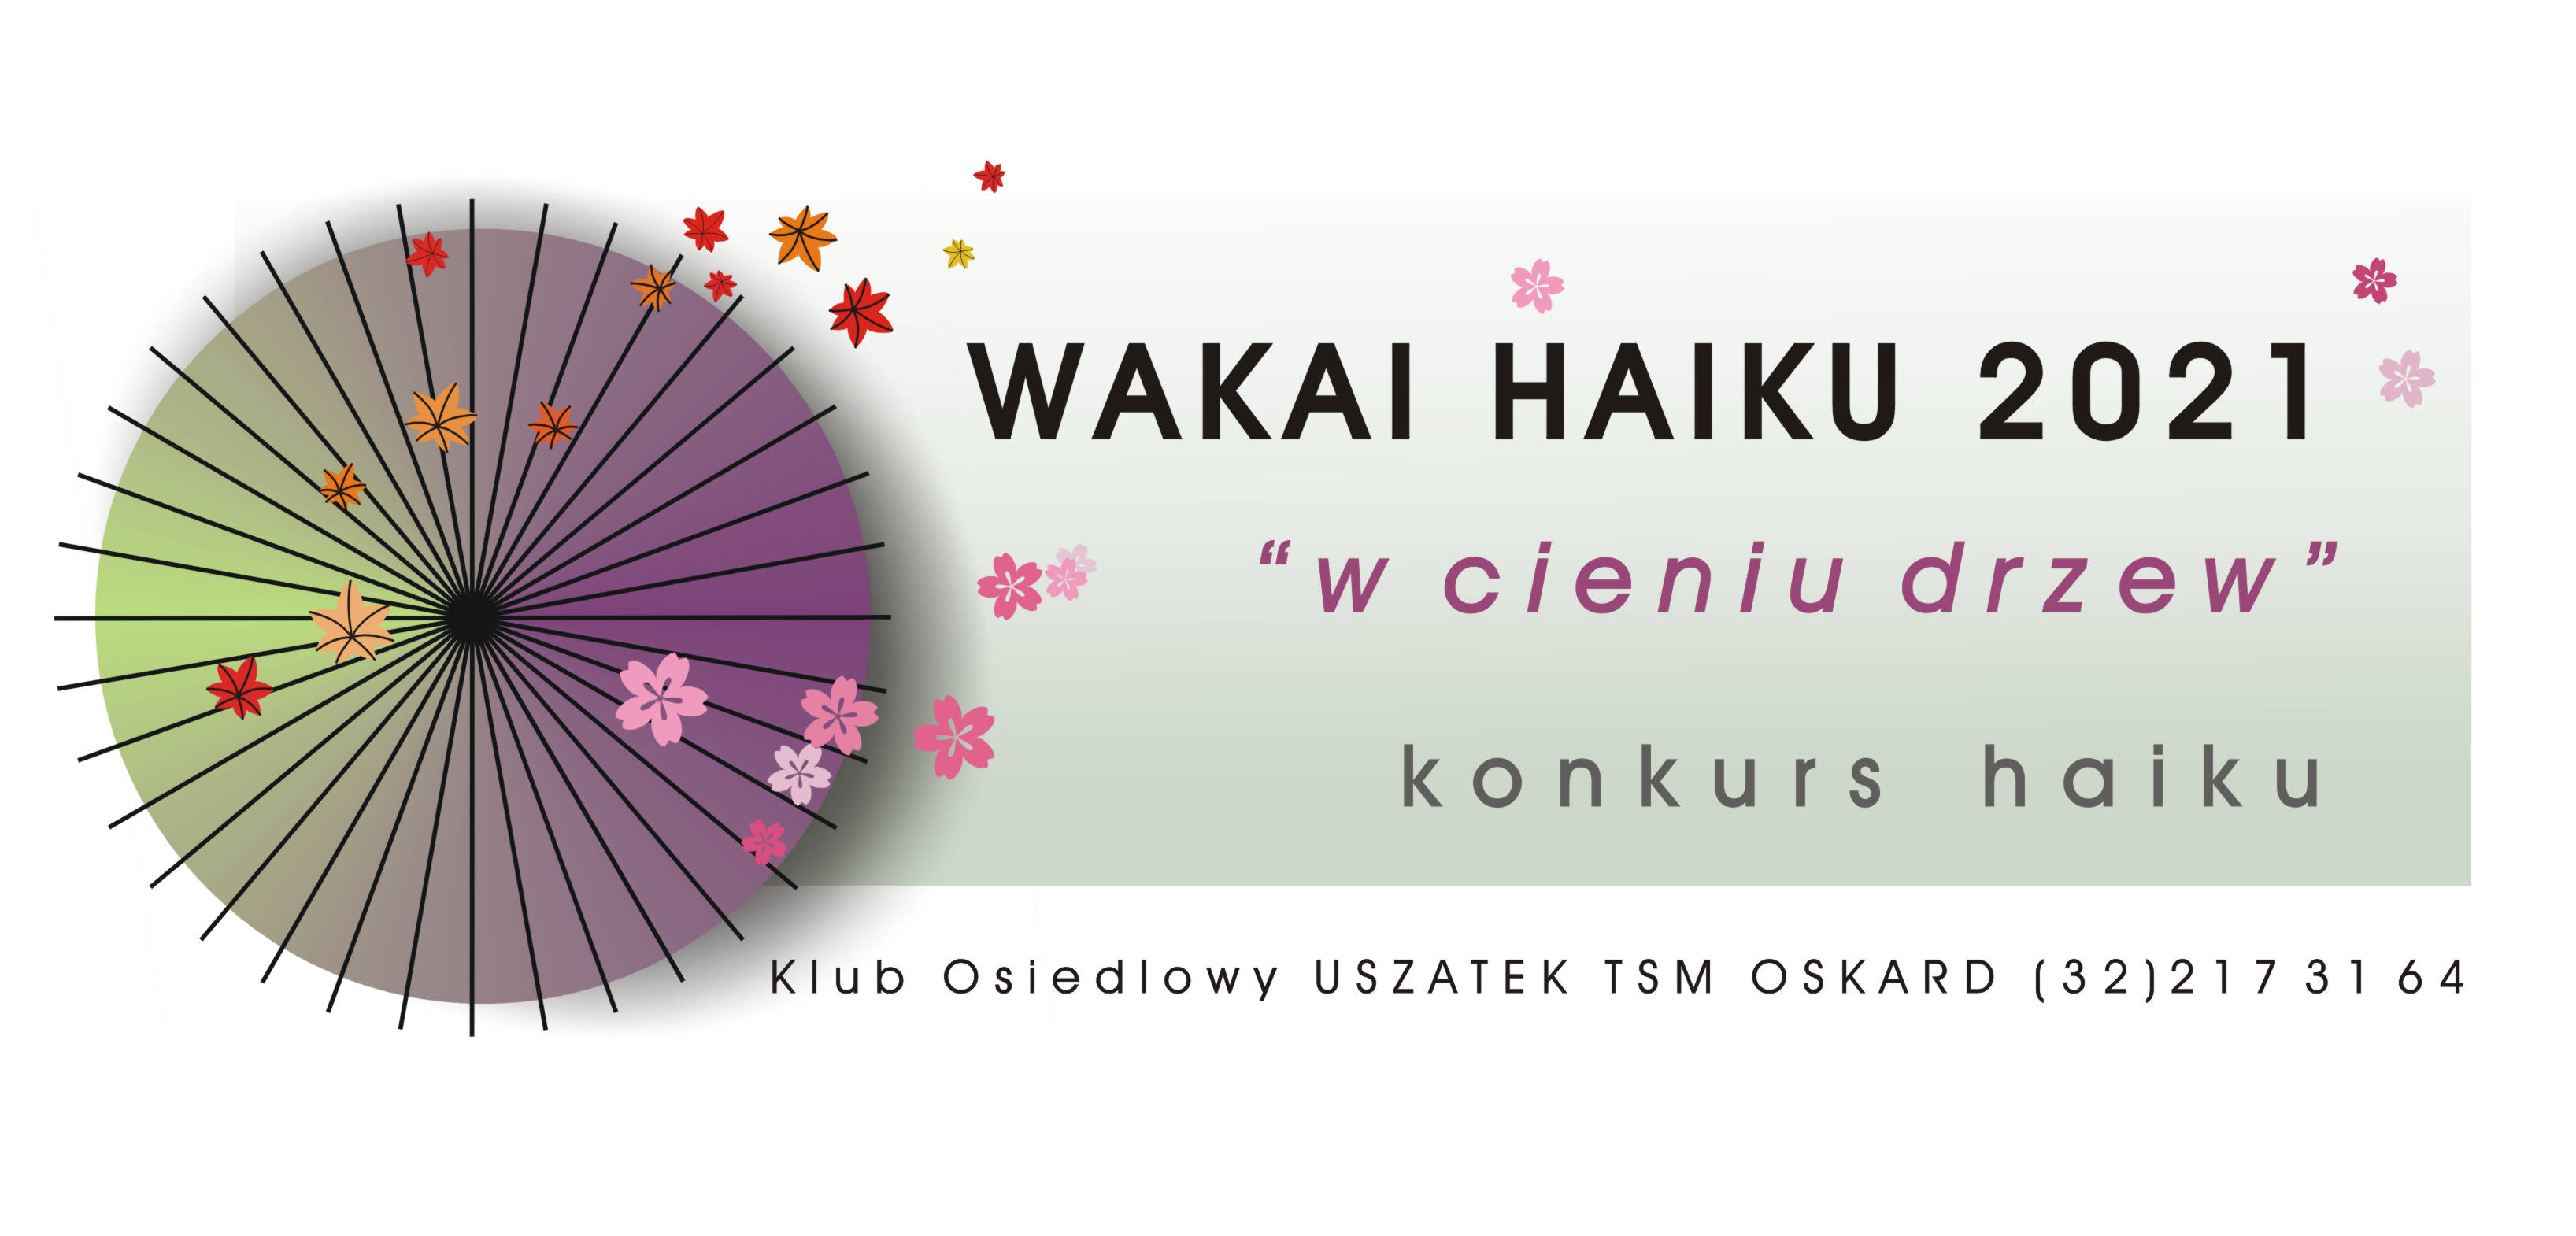 WAKAI HAIKU 2021
“w cieniu drzew”
konkurs haiku
Klub Osiedlowy USZATEK TSM OSKARD (32)217 31 64